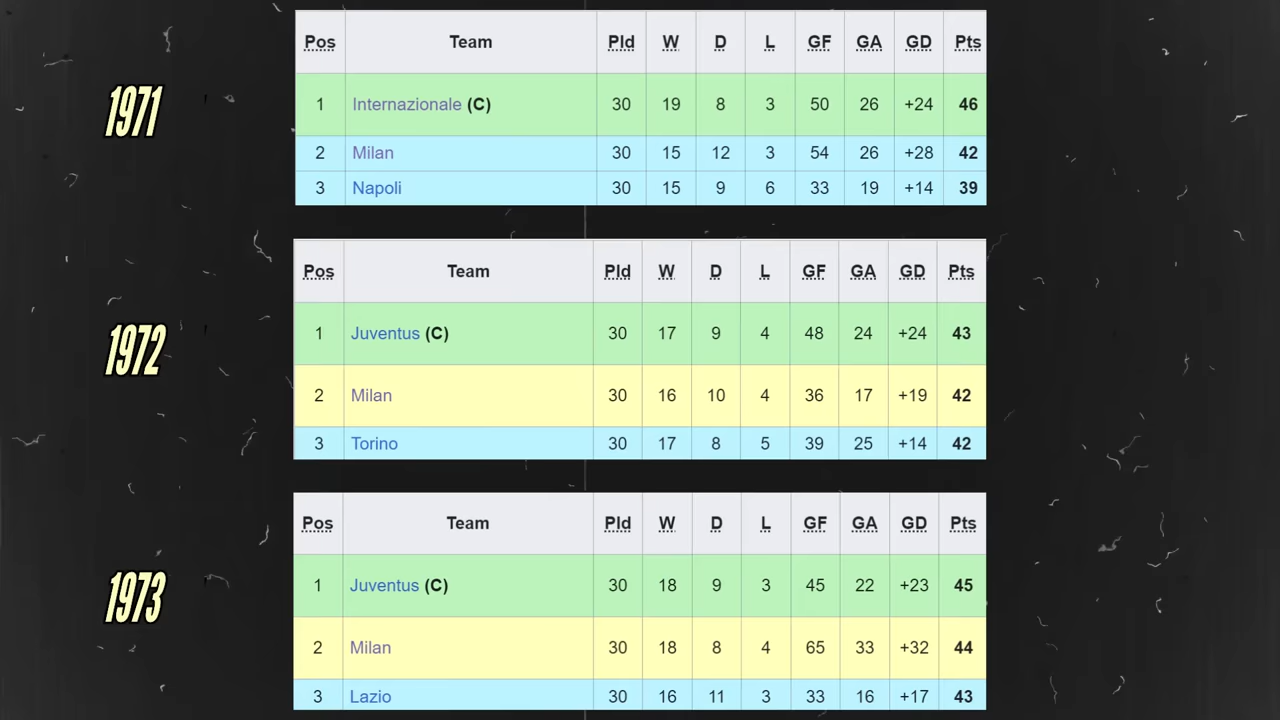 1971
Pos Team Pld W D L GF GA GD Pts
1 Internazionale (C) 30 19 8 3 50 26 +24 46
2 Milan 30 15 12 3 54 26 +28 42
3 Napoli 30 15 9 6 33 19 +14 39
1972
Pos Team Pld W D L GF GA GD Pts
1 Juventus (C) 30 17 9 4 48 24 +24 43
2 Milan 30 16 10 4 36 17 +19 42
3 Torino 30 17 8 5 39 25 +14 42
1973
Pos Team Pld W D L GF GA GD Pts
1 Juventus (C) 30 18 9 3 45 22 +23 45
2 Milan 30 18 8 4 65 33 +32 44
3 Lazio 30 16 11 3 33 16 +17 43